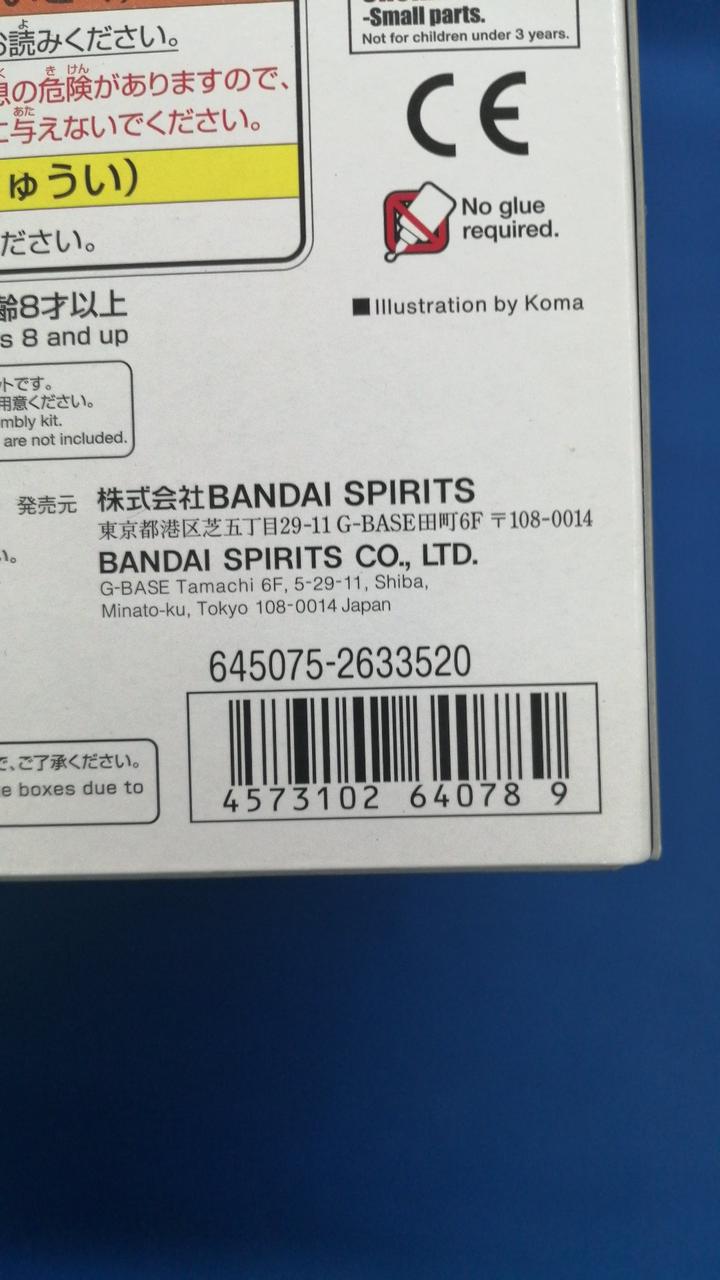 -Small parts.
Not for children under 3 years.
お読みください。
の危険がありますので、
に与えないでください。
CE
ゅうい）
No glue
required.
ださい。
齢8才以上
s 8 and up
■Illustration by Koma
トです。
用意ください。
mbly kit.
are not included.
発売元 株式会社BANDAI SPIRITS
東京都港区芝五丁目29-11 G-BASE田町6F 〒108-0014
い。
BANDAI SPIRITS CO., LTD.
G-BASE Tamachi 6F, 5-29-11, Shiba,
Minato-ku, Tokyo 108-0014 Japan
645075-2633520
で、ご了承ください。
e boxes due to
4573102 64078 9